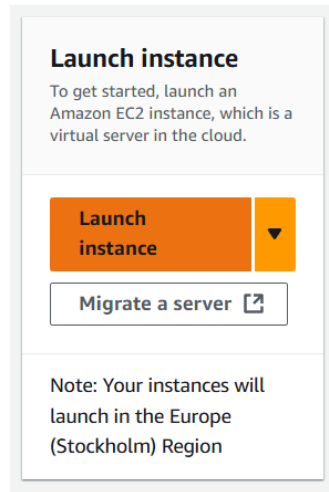 Launch instance
To get started, launch an
Amazon EC2 instance, which is a
virtual server in the cloud.
Launch
instance
Migrate a server
Note: Your instances will
launch in the Europe
(Stockholm) Region